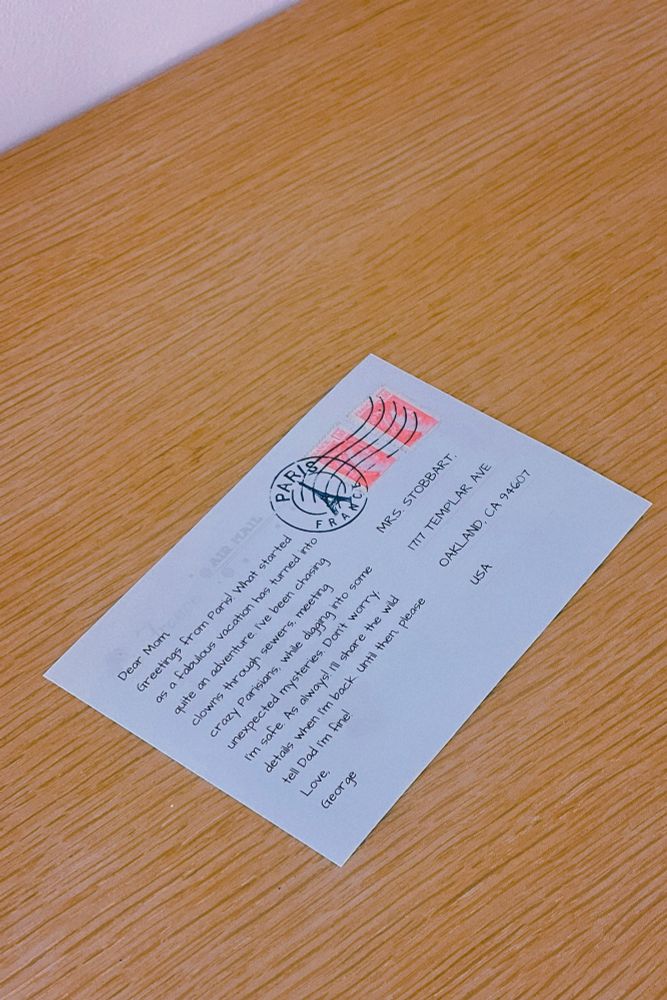 PARIS
FRANCE
AIR MAIL
Dear Mom,
Greetings from Paris! What started
as a fabulous vacation has turned into
quite an adventure. I've been chasing
clowns through sewers, meeting
crazy Parisians, while digging into some
unexpected mysteries. Don't worry,
I'm safe. As always! I'll share the wild
details when I'm back. Until then, please
tell Dad I'm fine!
Love,
George
MRS. STOBBART.
1717 TEMPLAR AVE
OAKLAND, CA 94607
USA